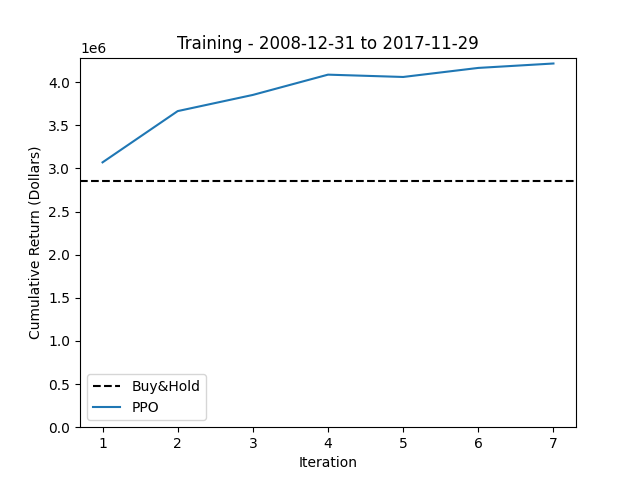 Training - 2008-12-31 to 2017-11-29
1e6
4.0
3.5
3.0
2.5
2.0
1.5
1.0
0.5
0.0
Cumulative Return (Dollars)
Buy&Hold
PPO
1 2 3 4 5 6 7
Iteration